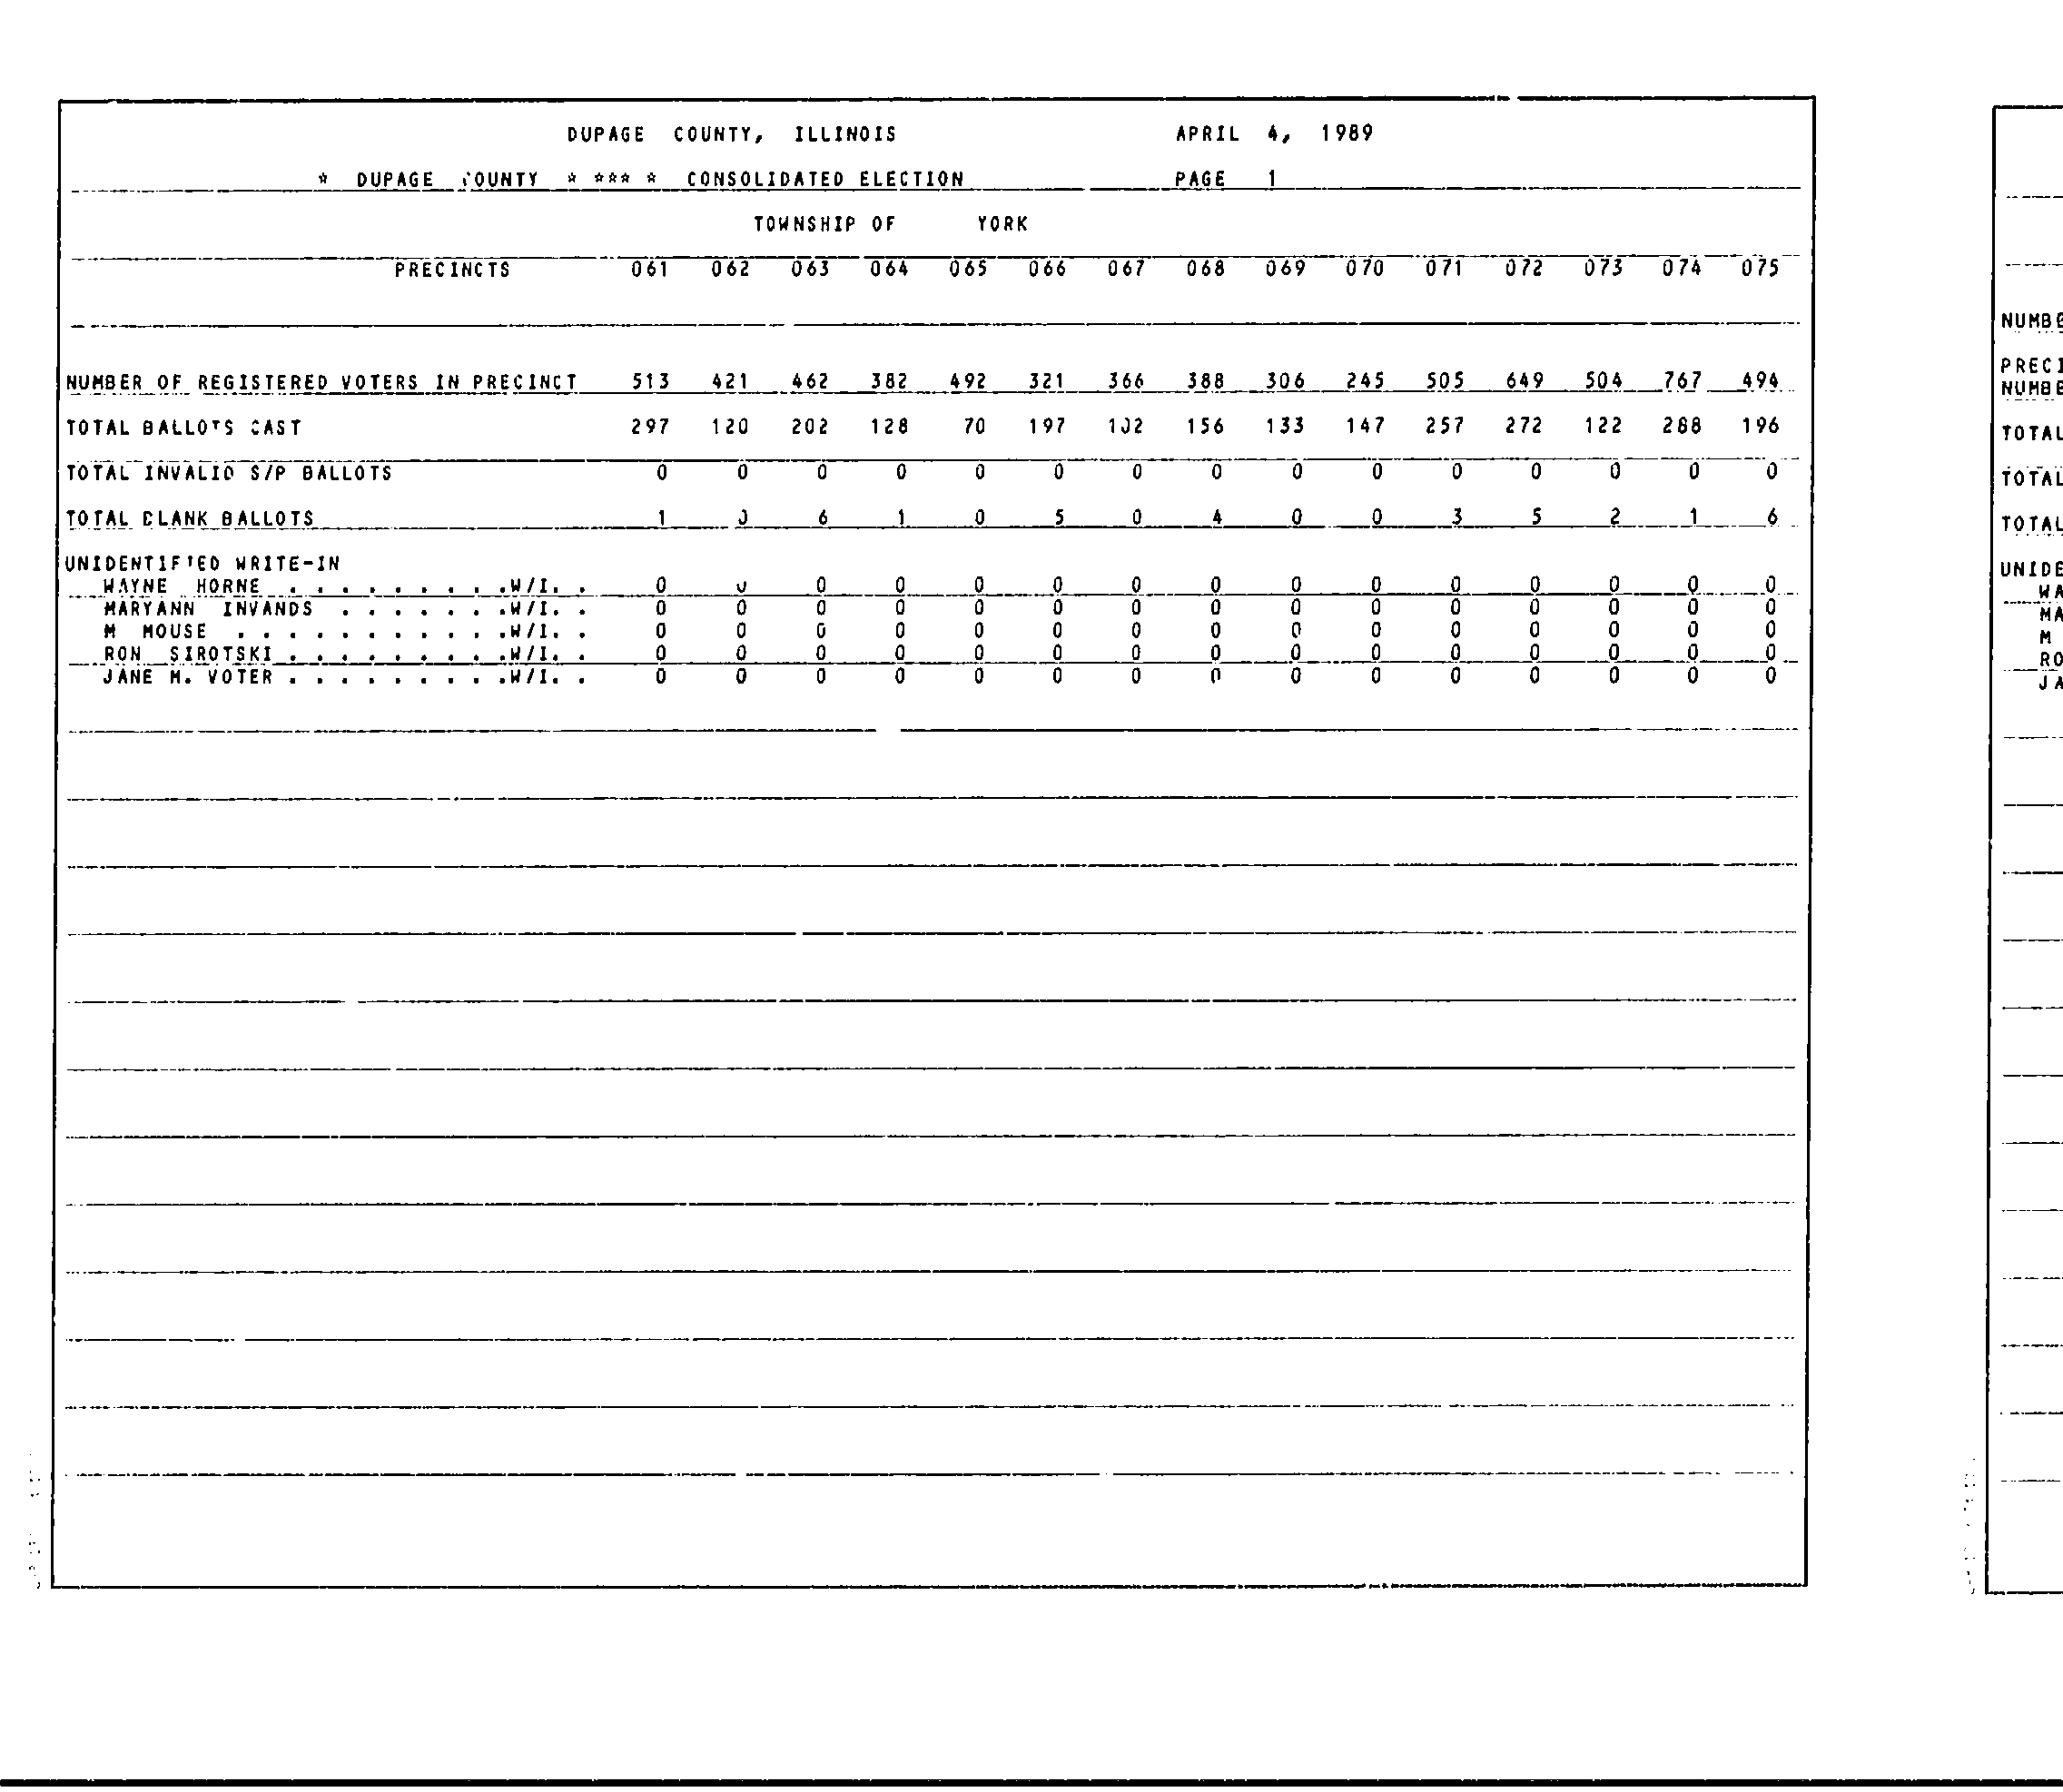 DUPAGE COUNTY, ILLINOIS APRIL 4, 1989
* DUPAGE COUNTY * *** * CONSOLIDATED ELECTION PAGE 1
TOWNSHIP OF YORK
PRECINCTS 061 062 063 064 065 066 067 068 069 070 071 072 073 074 075
NUMBER OF REGISTERED VOTERS IN PRECINCT 513 421 462 382 492 321 366 388 306 245 505 649 504 767 494
TOTAL BALLOTS CAST 297 120 202 128 70 197 102 156 133 147 257 272 122 288 196
TOTAL INVALID S/P BALLOTS 0 0 0 0 0 0 0 0 0 0 0 0 0 0 0
TOTAL BLANK BALLOTS 1 0 6 1 0 5 0 4 0 0 3 5 2 1 6
UNIDENTIFIED WRITE-IN
WAYNE HORNE . . . . . . . . .W/I. . 0 0 0 0 0 0 0 0 0 0 0 0 0 0 0
MARYANN INVANDS . . . . . . .W/I. . 0 0 0 0 0 0 0 0 0 0 0 0 0 0 0
M MOUSE . . . . . . . . . . .W/I. . 0 0 0 0 0 0 0 0 0 0 0 0 0 0 0
RON SIROTSKI . . . . . . . . .W/I. . 0 0 0 0 0 0 0 0 0 0 0 0 0 0 0
JANE M. VOTER . . . . . . . . .W/I. . 0 0 0 0 0 0 0 0 0 0 0 0 0 0 0
NUMBE
PRECI
NUMBE
TOTAL
TOTAL
TOTAL
UNIDE
WA
MA
M
RO
JA